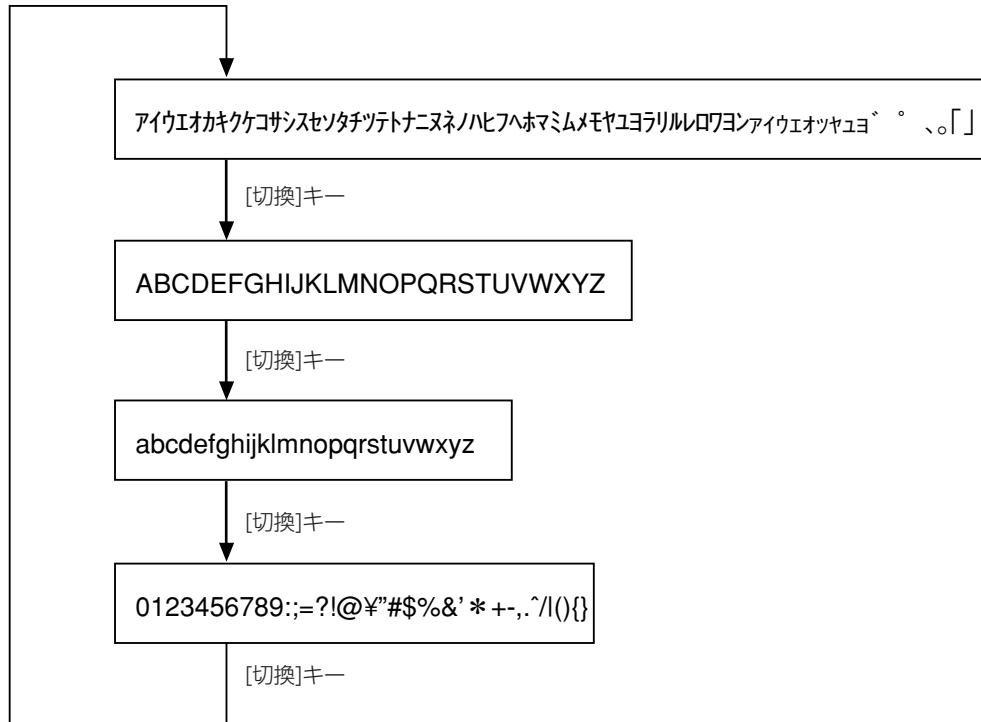 アイウエオカキクケコサシスセソタチツテトナニヌネノハヒフヘホマミムメモヤユヨラリルレロワヨンァィゥェォッャュョ゛゜、。「」
[切換]キー
ABCDEFGHIJKLMNOPQRSTUVWXYZ
[切換]キー
abcdefghijklmnopqrstuvwxyz
[切換]キー
0123456789:;=?!@¥”#$%&’＊+-,.ˆ/|(){}
[切換]キー